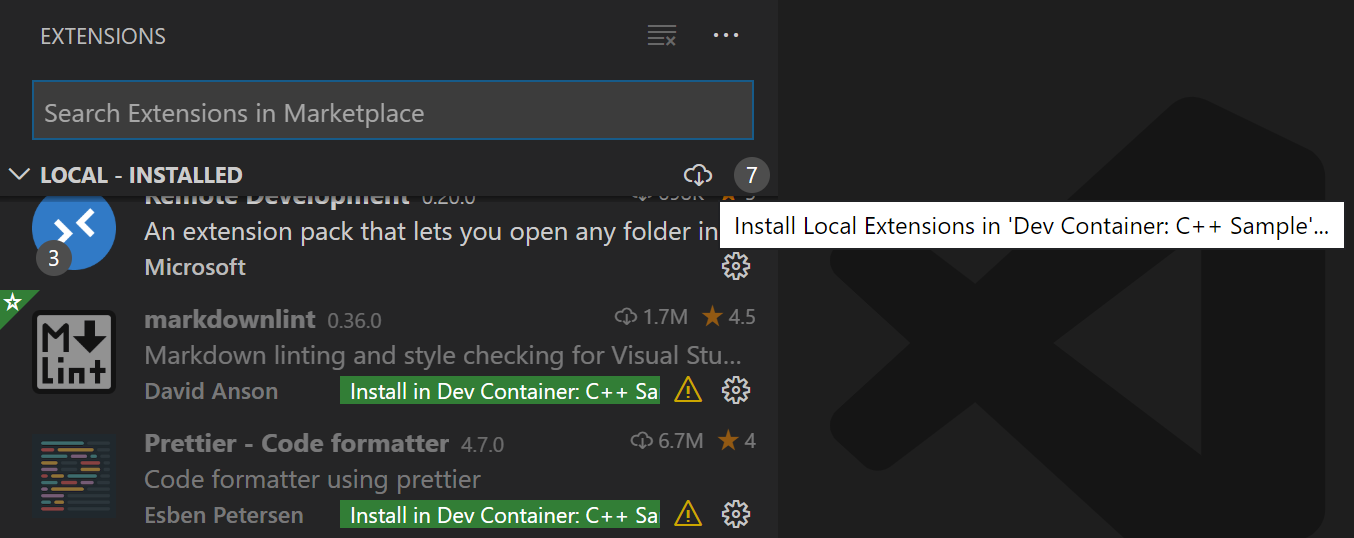 EXTENSIONS
Search Extensions in Marketplace
LOCAL - INSTALLED 7
Remote Development 0.20.0
Install Local Extensions in 'Dev Container: C++ Sample'...
An extension pack that lets you open any folder in
3
Microsoft
markdownlint 0.36.0 1.7M 4.5
M Lint
Markdown linting and style checking for Visual Stu...
David Anson Install in Dev Container: C++ Sa
Prettier - Code formatter 4.7.0 6.7M 4
Code formatter using prettier
Esben Petersen Install in Dev Container: C++ Sa